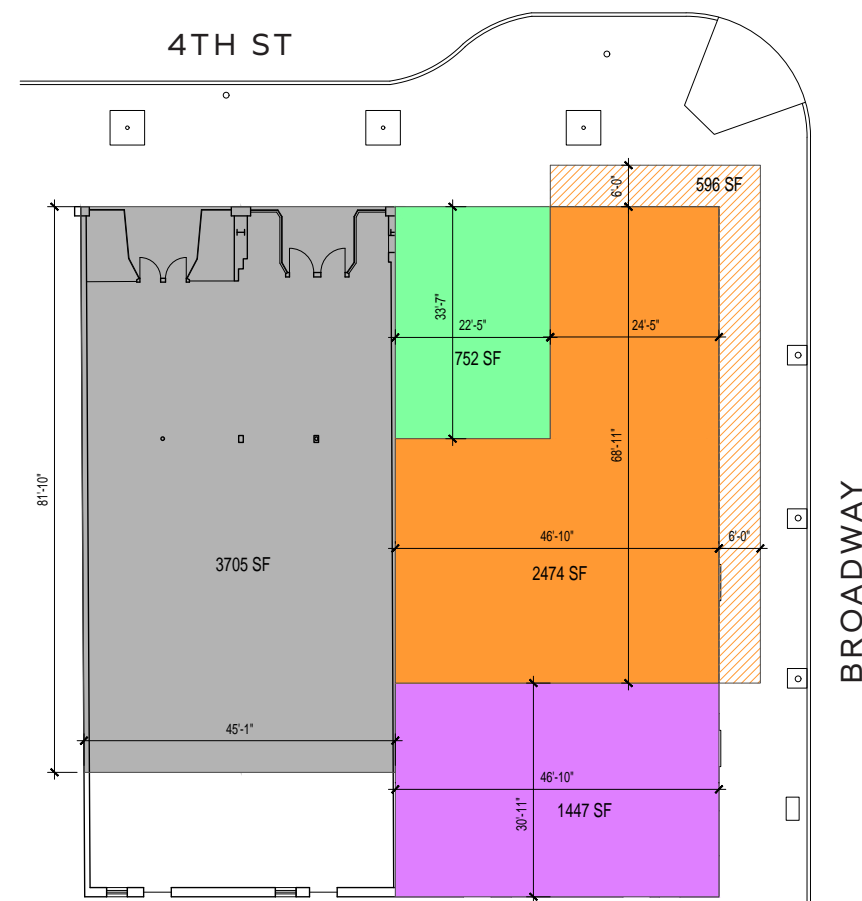 4TH ST
596 SF
6'-0"
33'-7"
22'-5"
24'-5"
752 SF
68'-11"
81'-10"
BROADWAY
46'-10"
6'-0"
3705 SF
2474 SF
45'-1"
46'-10"
30'-11"
1447 SF